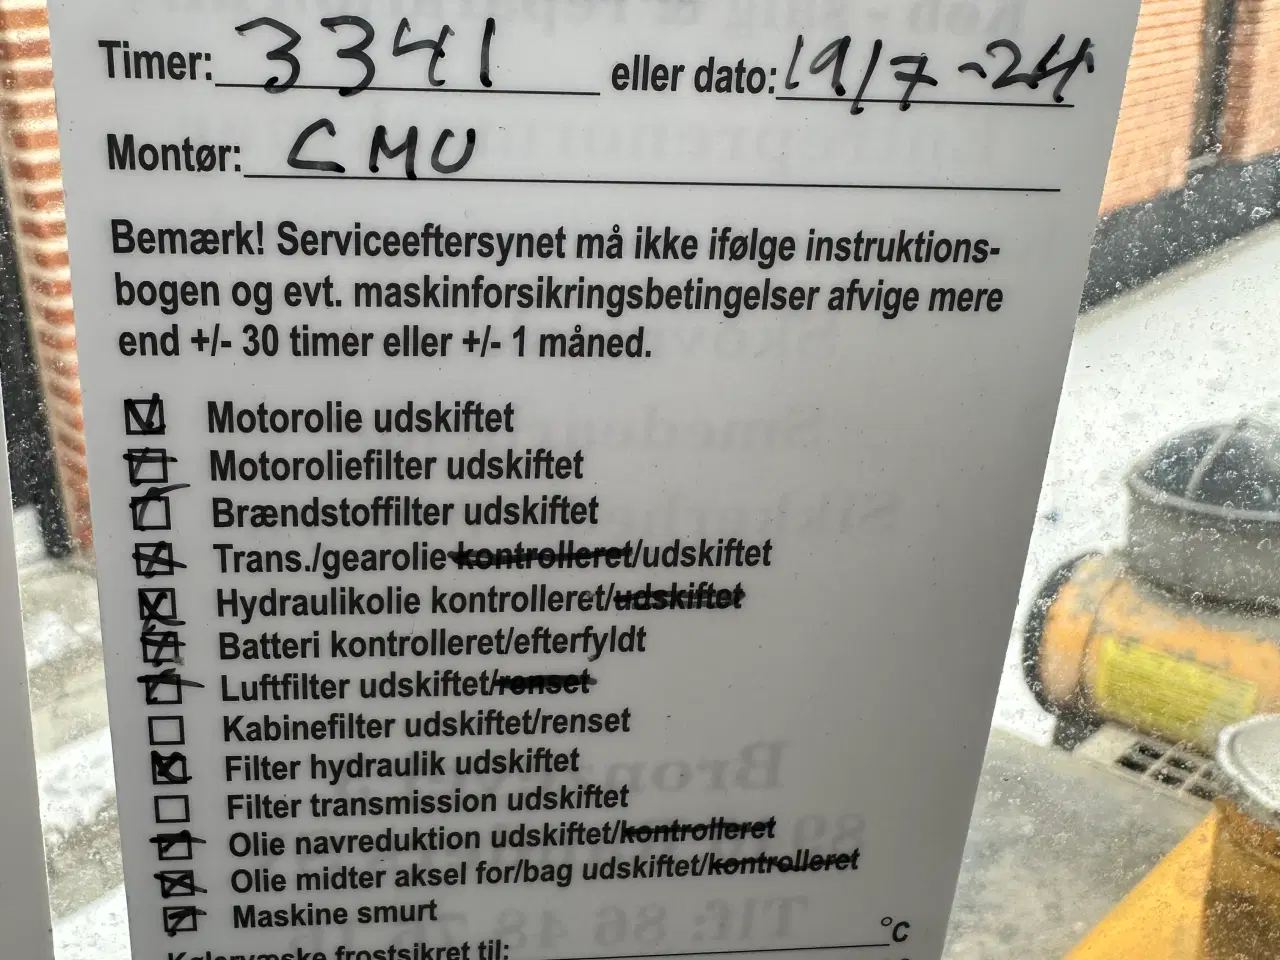 Timer: 3341 eller dato: 19/7-24
Montør: CMU
Bemærk! Serviceeftersynet må ikke ifølge instruktions-
bogen og evt. maskinforsikringsbetingelser afvige mere
end +/- 30 timer eller +/- 1 måned.
Motorolie udskiftet
Motoroliefilter udskiftet
Brændstoffilter udskiftet
Trans./gearolie kontrolleret/udskiftet
Hydraulikolie kontrolleret/udskiftet
Batteri kontrolleret/efterfyldt
Luftfilter udskiftet/renset
Kabinefilter udskiftet/renset
Filter hydraulik udskiftet
Filter transmission udskiftet
Olie navreduktion udskiftet/kontrolleret
Olie midter aksel for/bag udskiftet/kontrolleret
Maskine smurt
Kølervæske frostsikret til: °C